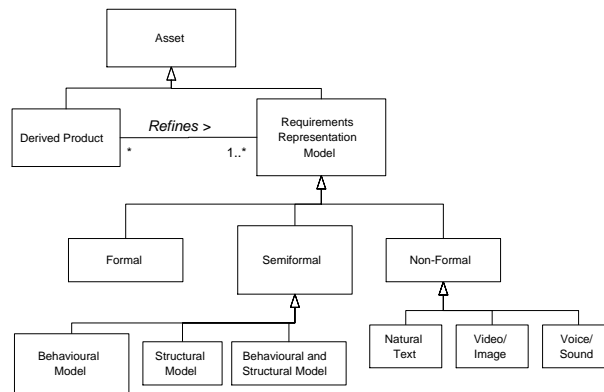 Asset
Derived Product
Refines >
*
1..*
Requirements
Representation
Model
Formal
Semiformal
Non-Formal
Behavioural
Model
Structural
Model
Behavioural and
Structural Model
Natural
Text
Video/
Image
Voice/
Sound